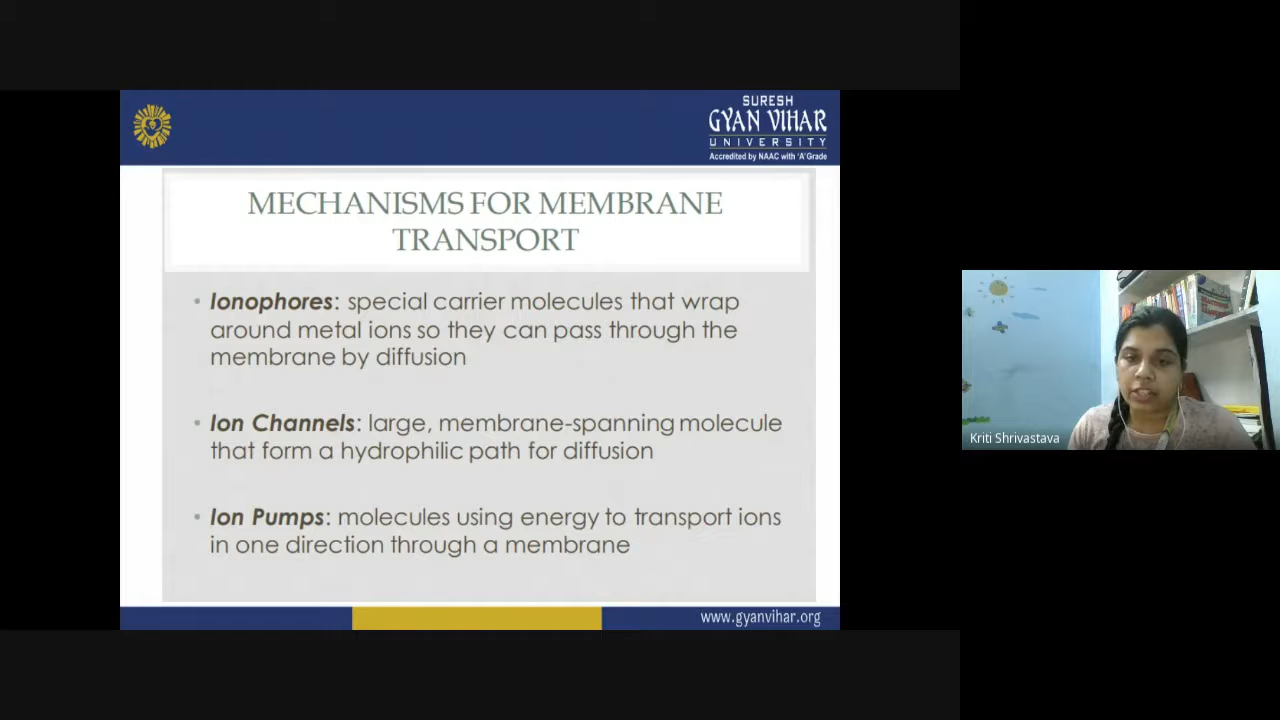 SURESH
GYAN VIHAR
UNIVERSITY
Accredited by NAAC with 'A' Grade
MECHANISMS FOR MEMBRANE
TRANSPORT
• Ionophores: special carrier molecules that wrap
around metal ions so they can pass through the
membrane by diffusion
• Ion Channels: large, membrane-spanning molecule
that form a hydrophilic path for diffusion
• Ion Pumps: molecules using energy to transport ions
in one direction through a membrane
www.gyanvihar.org
Kriti Shrivastava